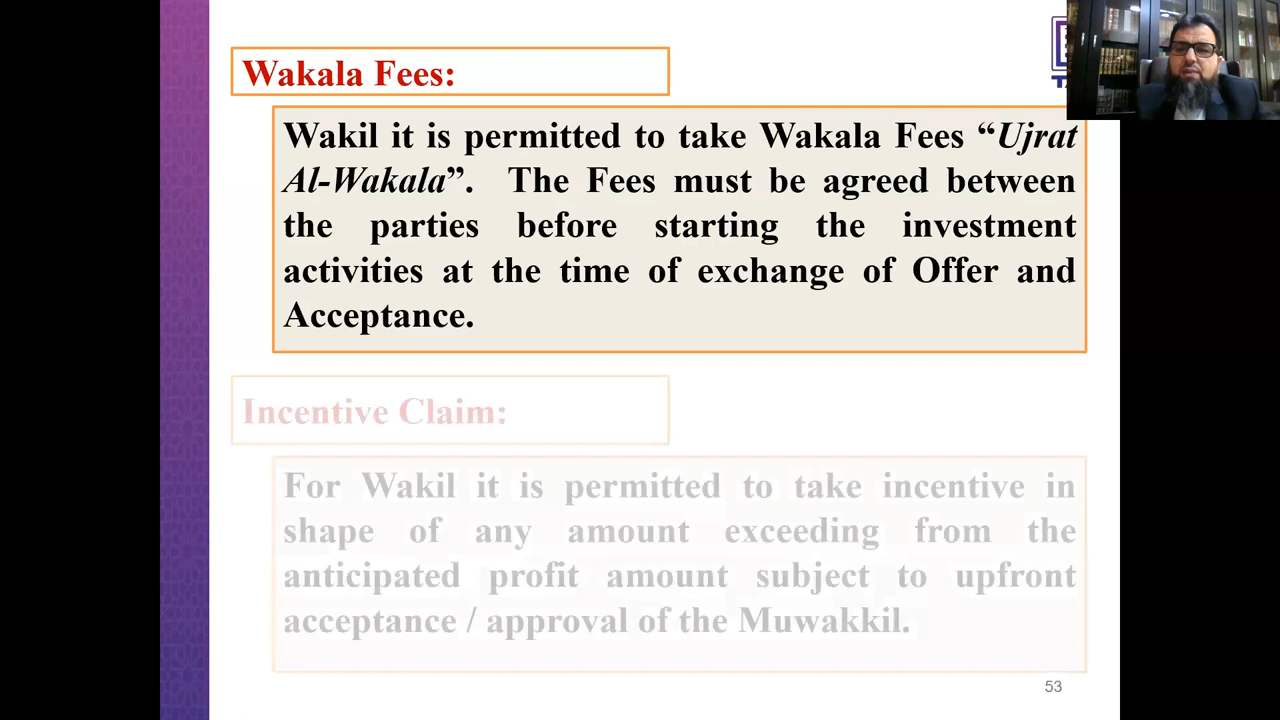 Wakala Fees:
Wakil it is permitted to take Wakala Fees “Ujrat
Al-Wakala”. The Fees must be agreed between
the parties before starting the investment
activities at the time of exchange of Offer and
Acceptance.
Incentive Claim:
For Wakil it is permitted to take incentive in
shape of any amount exceeding from the
anticipated profit amount subject to upfront
acceptance / approval of the Muwakkil.
53